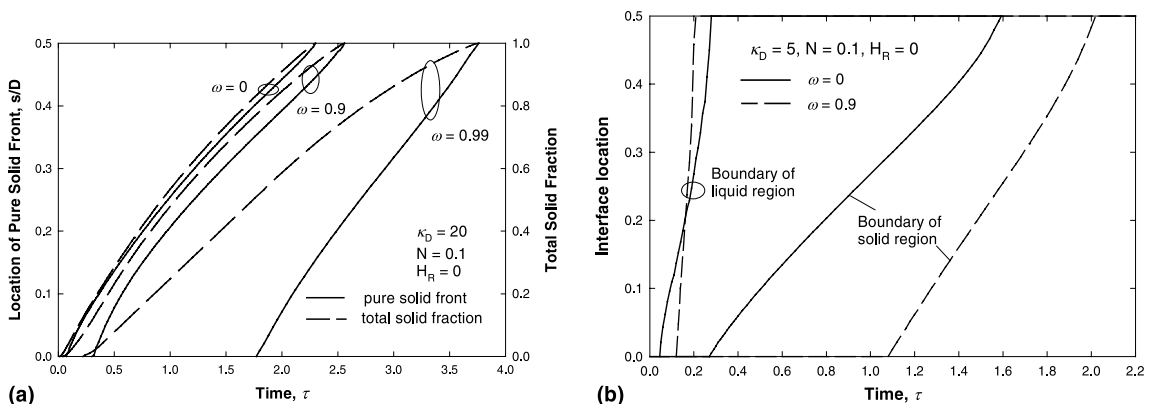 Location of Pure Solid Front, s/D
0.5
0.4
0.3
0.2
0.1
0.0
1.0
0.8
0.6
0.4
0.2
0.0
Total Solid Fraction
ω = 0
ω = 0.9
ω = 0.99
κD = 20
N = 0.1
HR = 0
pure solid front
total solid fraction
0.0 0.5 1.0 1.5 2.0 2.5 3.0 3.5 4.0
Time, τ
(a)
Interface location
0.5
0.4
0.3
0.2
0.1
0.0
κD = 5, N = 0.1, HR = 0
ω = 0
ω = 0.9
Boundary of
liquid region
Boundary of
solid region
0.0 0.2 0.4 0.6 0.8 1.0 1.2 1.4 1.6 1.8 2.0 2.2
Time, τ
(b)